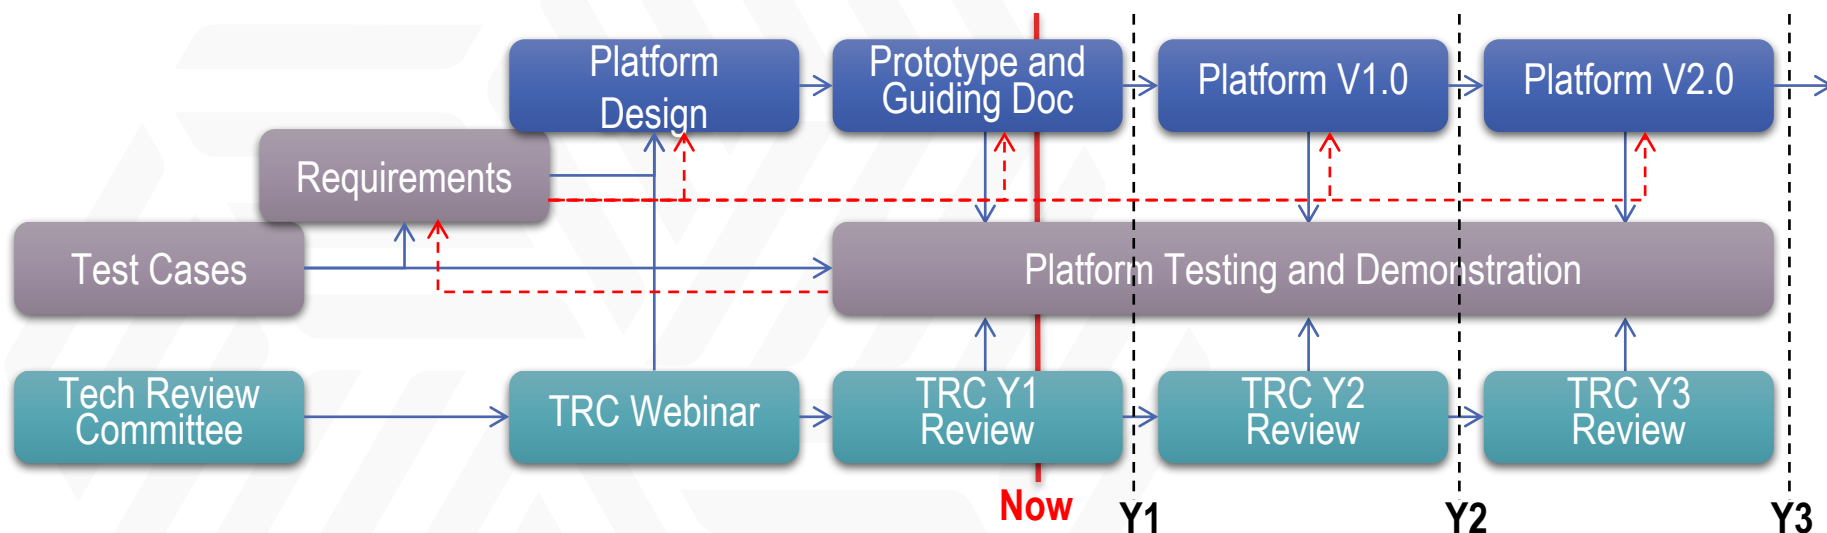 Platform
Design
Prototype and
Guiding Doc
Platform V1.0
Platform V2.0
Requirements
Test Cases
Platform Testing and Demonstration
Tech Review
Committee
TRC Webinar
TRC Y1
Review
TRC Y2
Review
TRC Y3
Review
Now
Y1
Y2
Y3